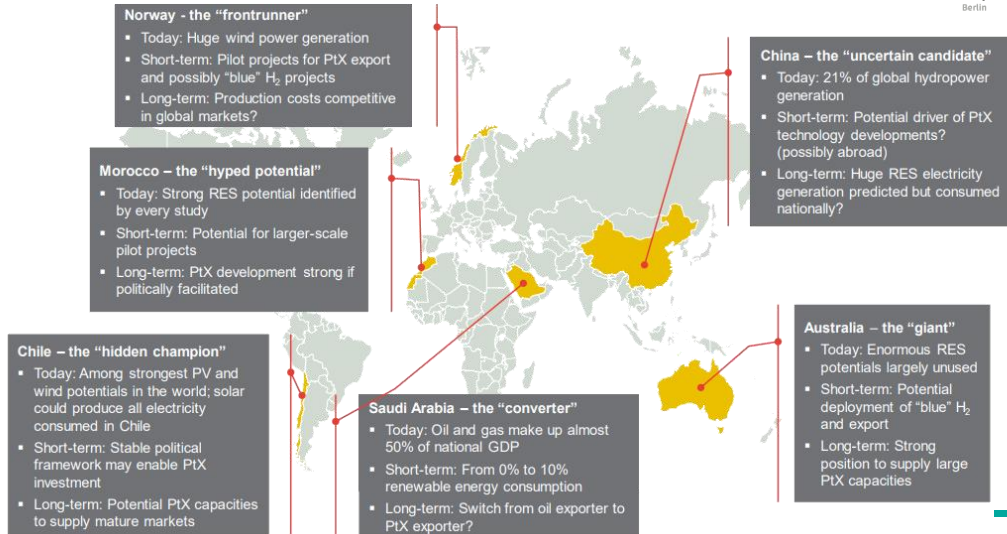 Berlin
Norway - the “frontrunner”
▪ Today: Huge wind power generation
▪ Short-term: Pilot projects for PtX export
and possibly “blue” H₂ projects
▪ Long-term: Production costs competitive
in global markets?
China – the “uncertain candidate”
▪ Today: 21% of global hydropower
generation
▪ Short-term: Potential driver of PtX
technology developments?
(possibly abroad)
▪ Long-term: Huge RES electricity
generation predicted but consumed
nationally?
Morocco – the “hyped potential”
▪ Today: Strong RES potential identified
by every study
▪ Short-term: Potential for larger-scale
pilot projects
▪ Long-term: PtX development strong if
politically facilitated
Chile – the “hidden champion”
▪ Today: Among strongest PV and
wind potentials in the world; solar
could produce all electricity
consumed in Chile
▪ Short-term: Stable political
framework may enable PtX
investment
▪ Long-term: Potential PtX capacities
to supply mature markets
Saudi Arabia – the “converter”
▪ Today: Oil and gas make up almost
50% of national GDP
▪ Short-term: From 0% to 10%
renewable energy consumption
▪ Long-term: Switch from oil exporter to
PtX exporter?
Australia – the “giant”
▪ Today: Enormous RES
potentials largely unused
▪ Short-term: Potential
deployment of “blue” H₂
and export
▪ Long-term: Strong
position to supply large
PtX capacities